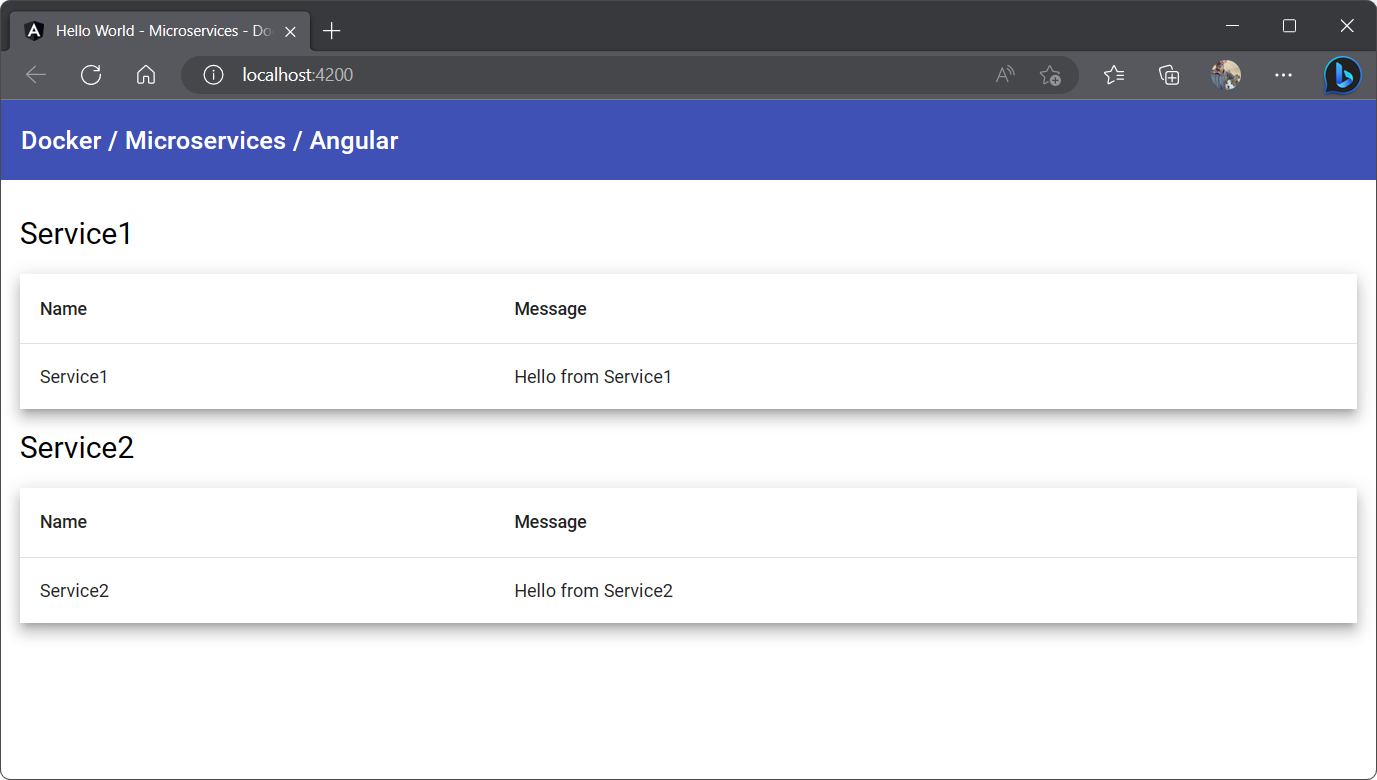 Hello World - Microservices - Do
localhost:4200
Docker / Microservices / Angular
Service1
Name Message
Service1 Hello from Service1
Service2
Name Message
Service2 Hello from Service2